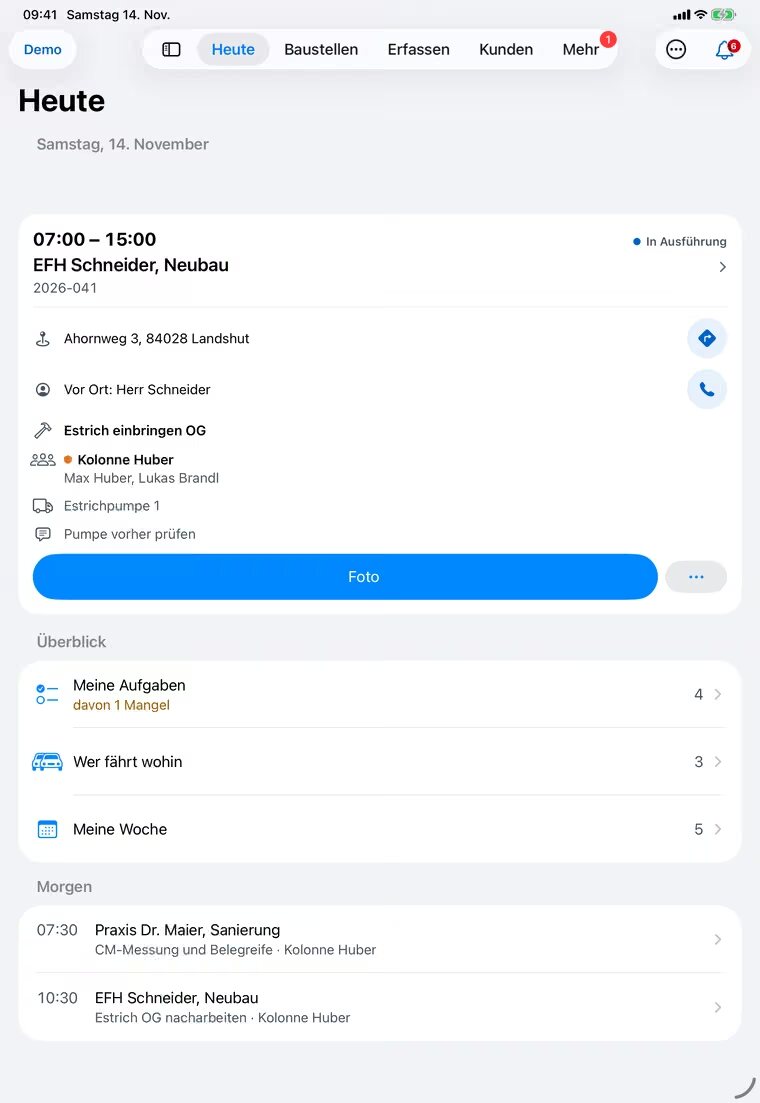 09:41 Samstag 14. Nov.
Demo
Heute
Baustellen
Erfassen
Kunden
Mehr
1
6
Heute
Samstag, 14. November
07:00 – 15:00
In Ausführung
EFH Schneider, Neubau
2026-041
Ahornweg 3, 84028 Landshut
Vor Ort: Herr Schneider
Estrich einbringen OG
Kolonne Huber
Max Huber, Lukas Brandl
Estrichpumpe 1
Pumpe vorher prüfen
Foto
Überblick
Meine Aufgaben
davon 1 Mangel
4
Wer fährt wohin
3
Meine Woche
5
Morgen
07:30 Praxis Dr. Maier, Sanierung
CM-Messung und Belegreife · Kolonne Huber
10:30 EFH Schneider, Neubau
Estrich OG nacharbeiten · Kolonne Huber